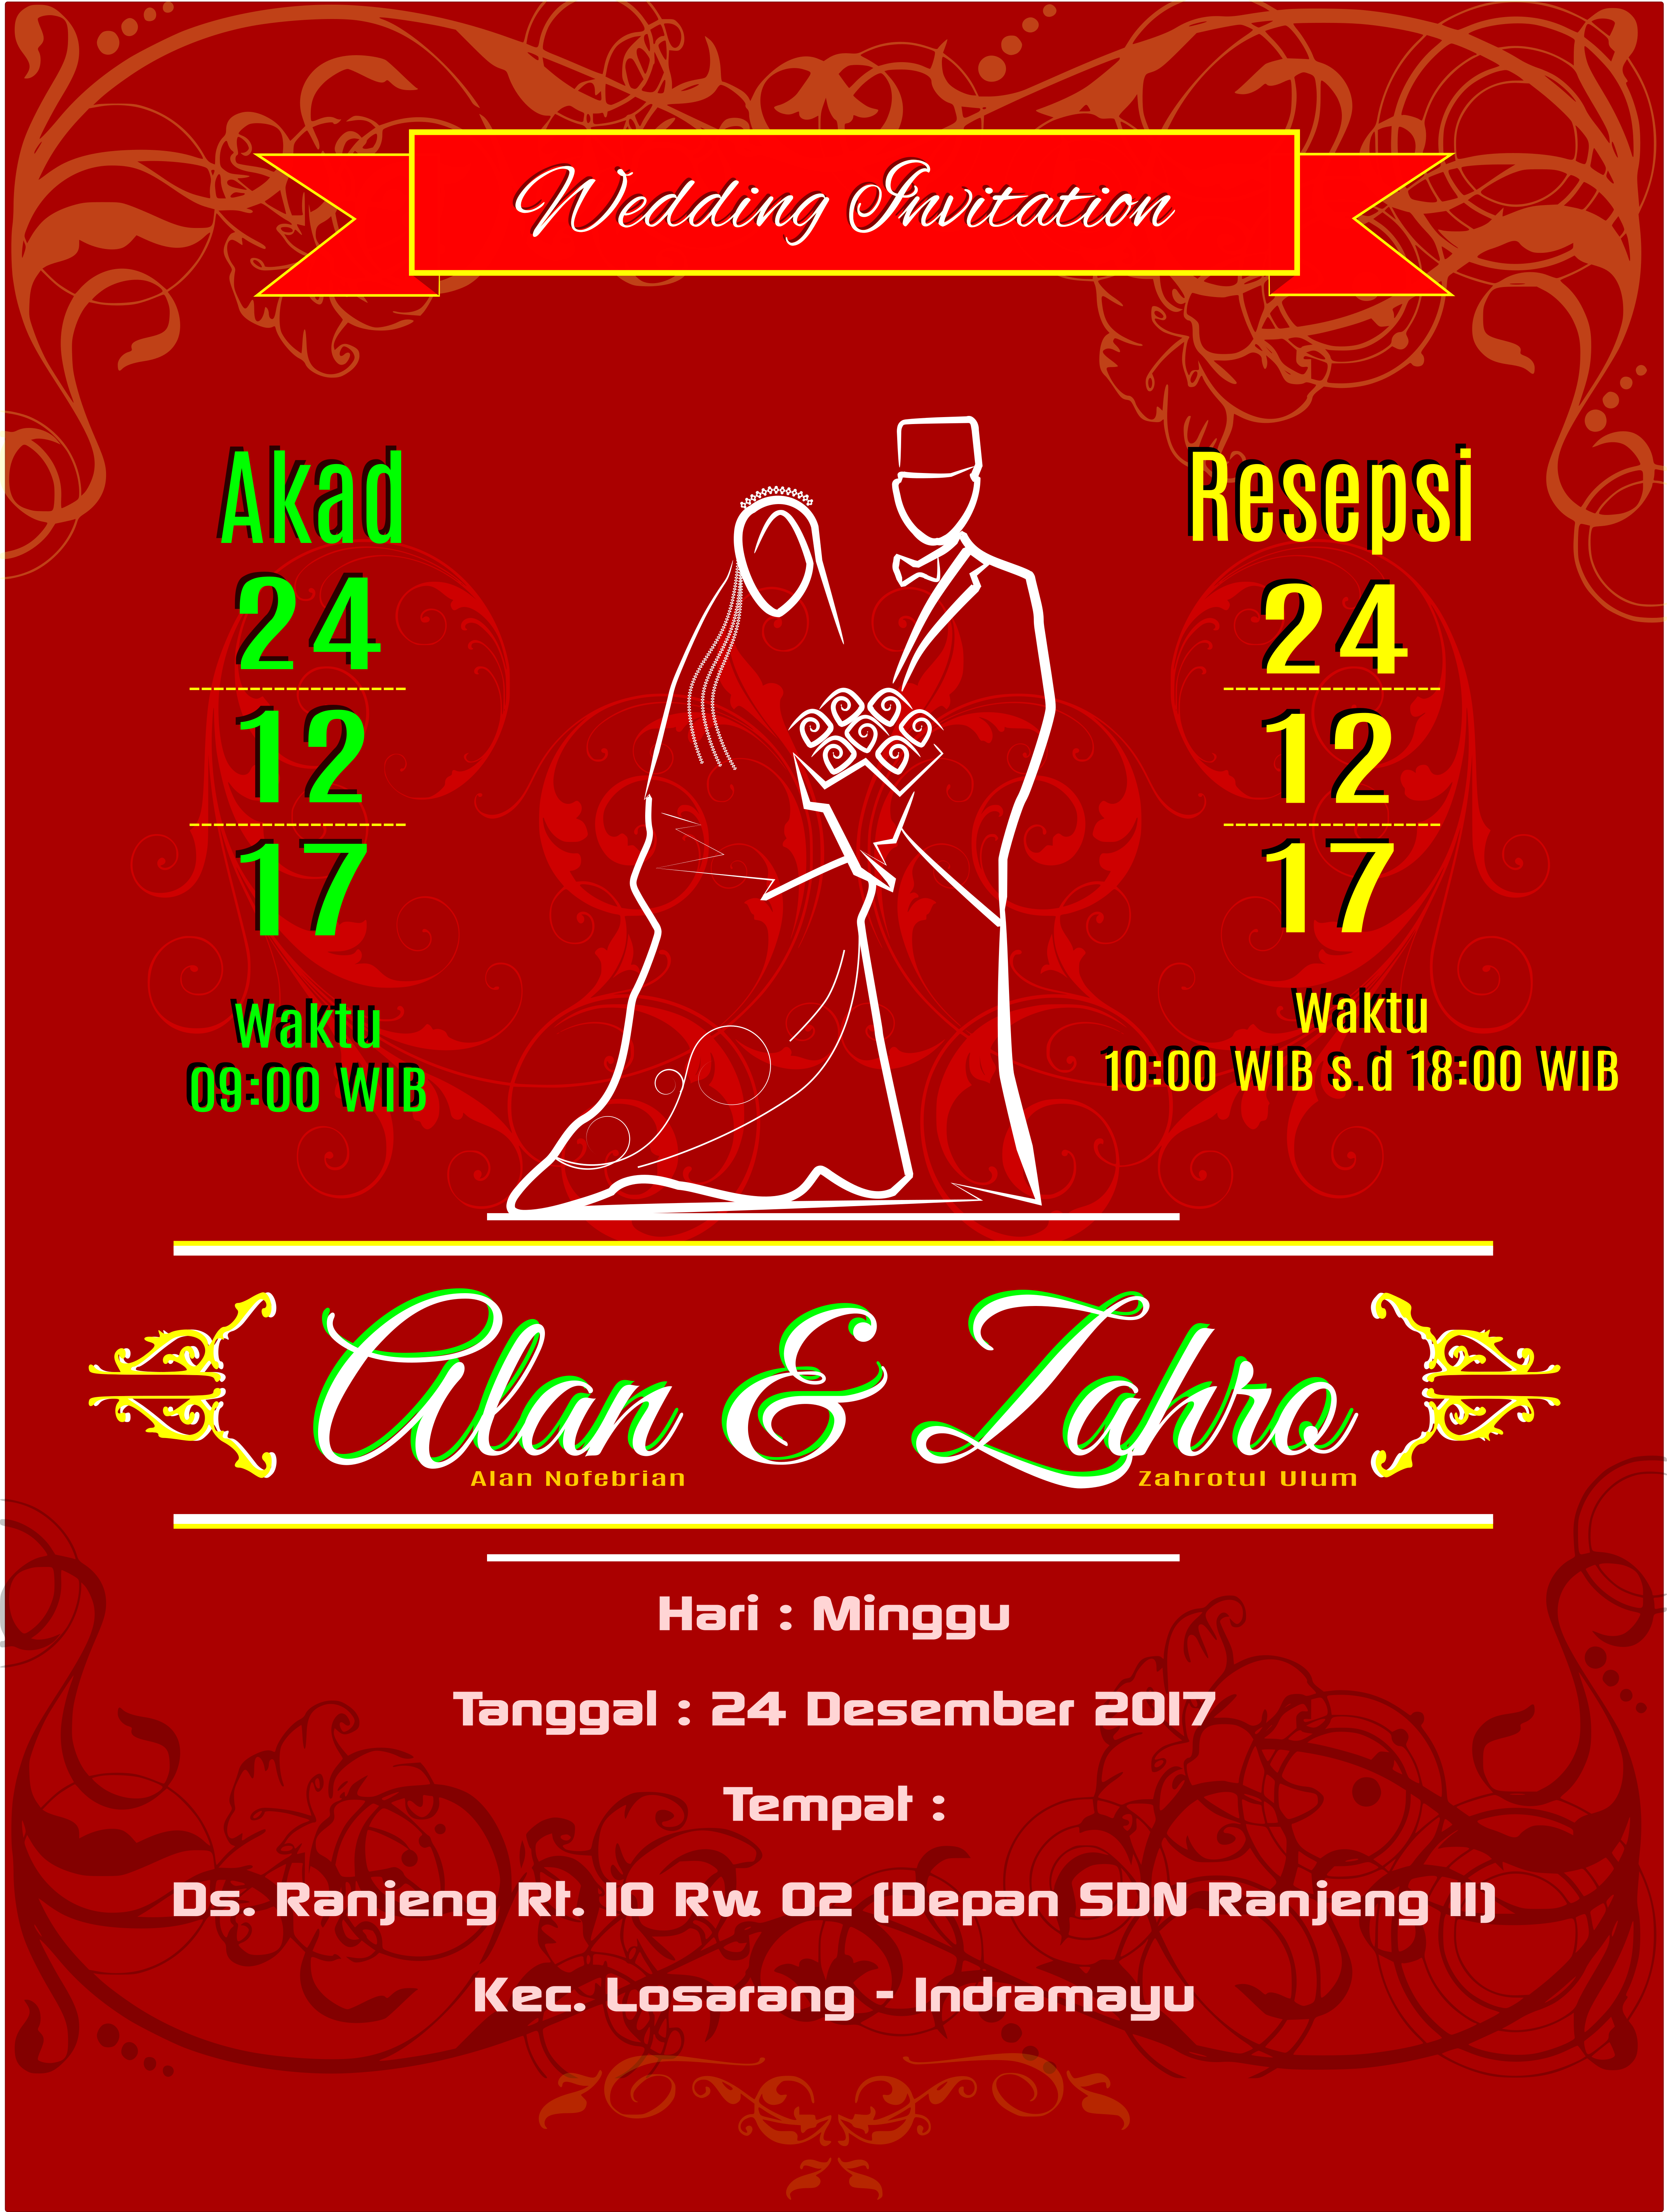 Wedding Invitation
Akad
24
12
17
Waktu
09:00 WIB
Resepsi
24
12
17
Waktu
10:00 WIB s.d 18:00 WIB
Alan & Zahro
Alan Nofebrian
Zahrotul Ulum
Hari : Minggu
Tanggal : 24 Desember 2017
Tempat :
Ds. Ranjeng Rt. 10 Rw. 02 (Depan SDN Ranjeng II)
Kec. Losarang - Indramayu